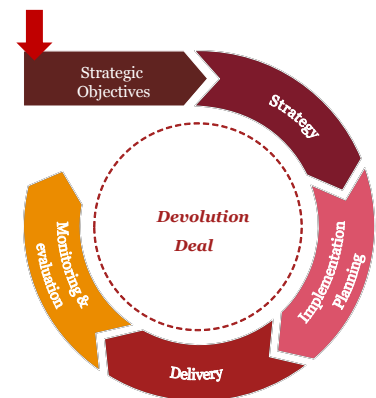 Strategic
Objectives
Strategy
Implementation
Planning
Delivery
Monitoring &
evaluation
Devolution
Deal